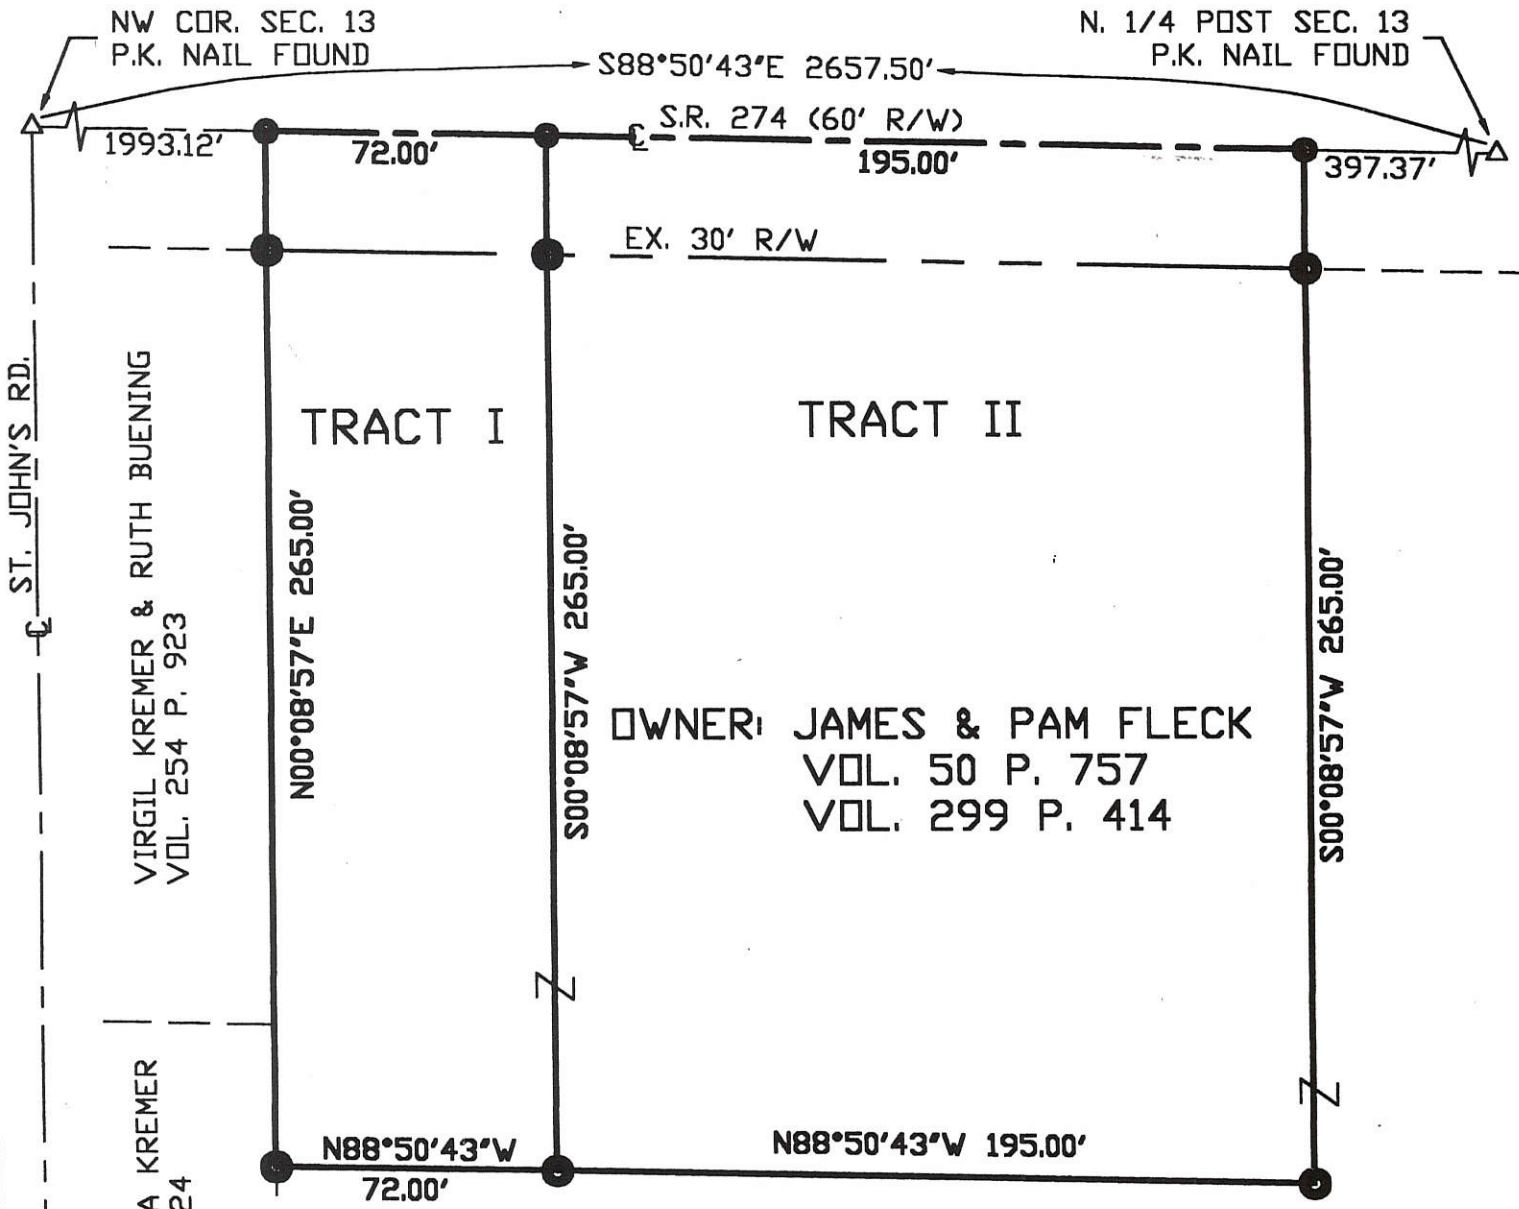 NW COR. SEC. 13
P.K. NAIL FOUND
N. 1/4 POST SEC. 13
P.K. NAIL FOUND
S88°50'43"E 2657.50'
S.R. 274 (60' R/W)
1993.12'
72.00'
195.00'
397.37'
EX. 30' R/W
ST. JOHN'S RD.
VIRGIL KREMER & RUTH BUENING
VOL. 254 P. 923
TRACT I
TRACT II
N00°08'57"E 265.00'
S00°08'57"W 265.00'
S00°08'57"W 265.00'
OWNER: JAMES & PAM FLECK
VOL. 50 P. 757
VOL. 299 P. 414
A KREMER
24
N88°50'43"W
72.00'
N88°50'43"W 195.00'